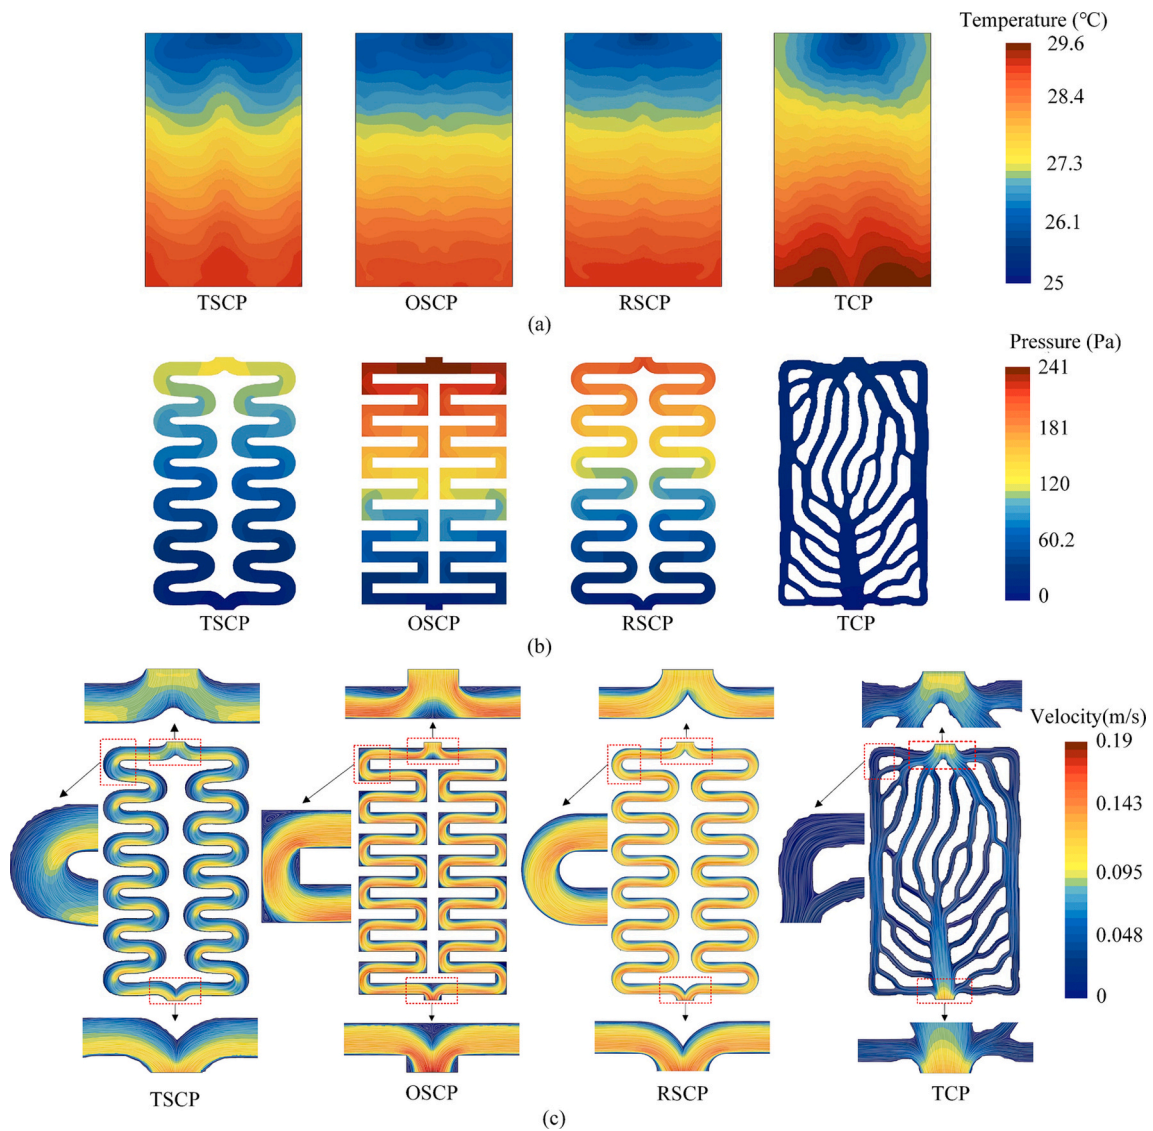 Temperature (℃)
29.6
28.4
27.3
26.1
25
TSCP
OSCP
RSCP
TCP
(a)
Pressure (Pa)
241
181
120
60.2
0
TSCP
OSCP
RSCP
TCP
(b)
Velocity(m/s)
0.19
0.143
0.095
0.048
0
TSCP
OSCP
RSCP
TCP
(c)